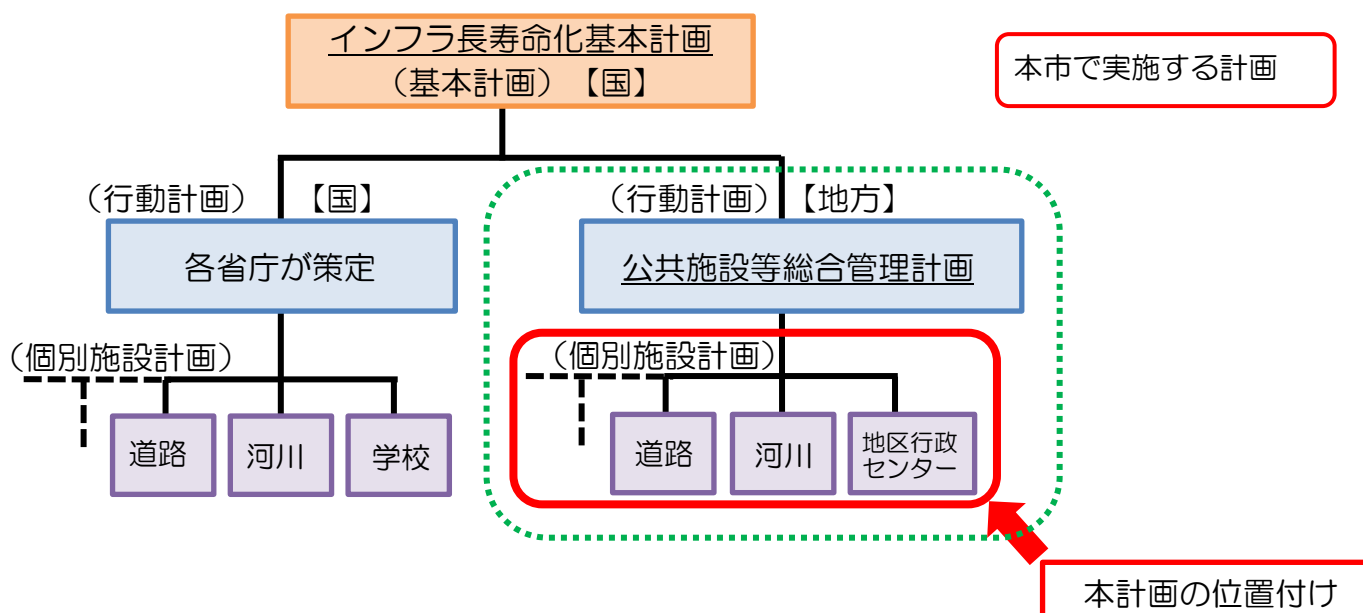 インフラ長寿命化基本計画
（基本計画）【国】
本市で実施する計画
（行動計画）【国】
（行動計画）【地方】
各省庁が策定
公共施設等総合管理計画
（個別施設計画）
（個別施設計画）
道路
河川
学校
道路
河川
地区行政
センター
本計画の位置付け